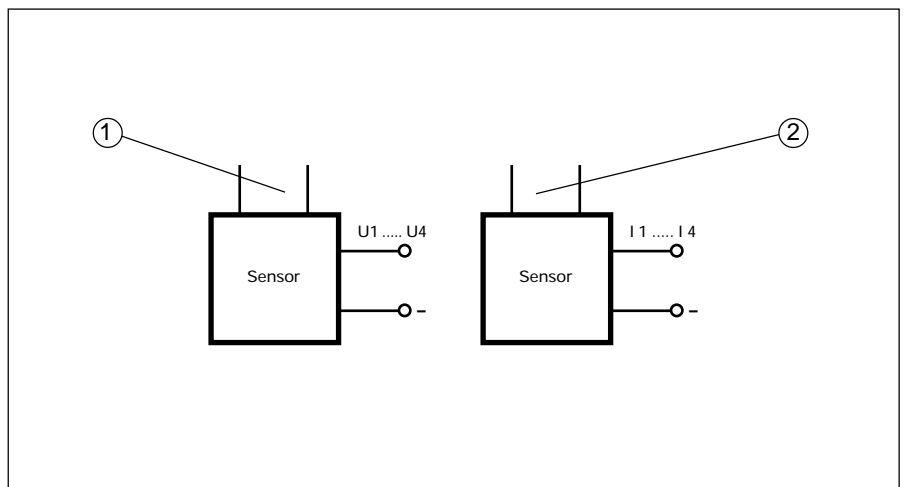 1
2
U1 ..... U4
I 1 ..... I 4
Sensor
Sensor
–
–